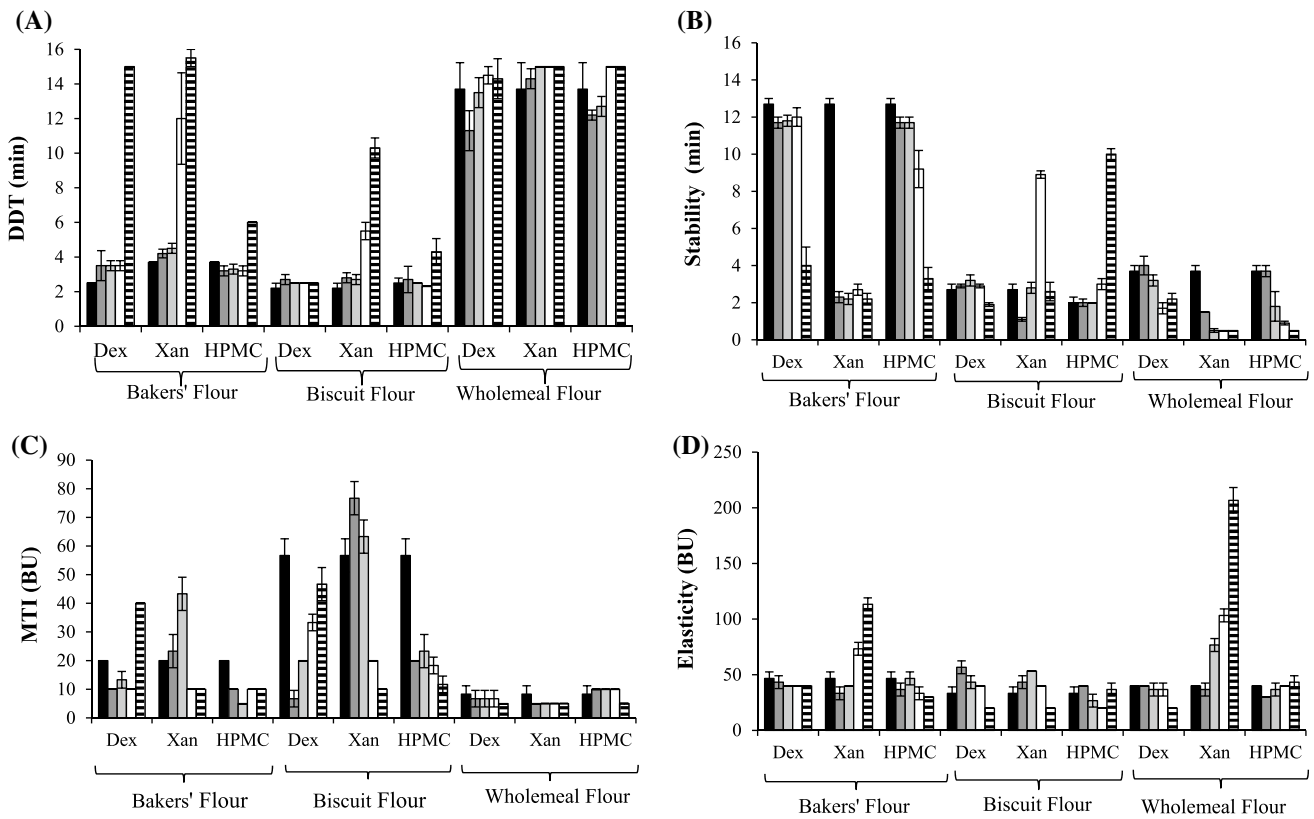 (A)
DDT (min)
16
14
12
10
8
6
4
2
0
Dex Xan HPMC Dex Xan HPMC Dex Xan HPMC
Bakers' Flour Biscuit Flour Wholemeal Flour
(B)
Stability (min)
16
14
12
10
8
6
4
2
0
Dex Xan HPMC Dex Xan HPMC Dex Xan HPMC
Bakers' Flour Biscuit Flour Wholemeal Flour
(C)
MTI (BU)
90
80
70
60
50
40
30
20
10
0
Dex Xan HPMC Dex Xan HPMC Dex Xan HPMC
Bakers' Flour Biscuit Flour Wholemeal Flour
(D)
Elasticity (BU)
250
200
150
100
50
0
Dex Xan HPMC Dex Xan HPMC Dex Xan HPMC
Bakers' Flour Biscuit Flour Wholemeal Flour